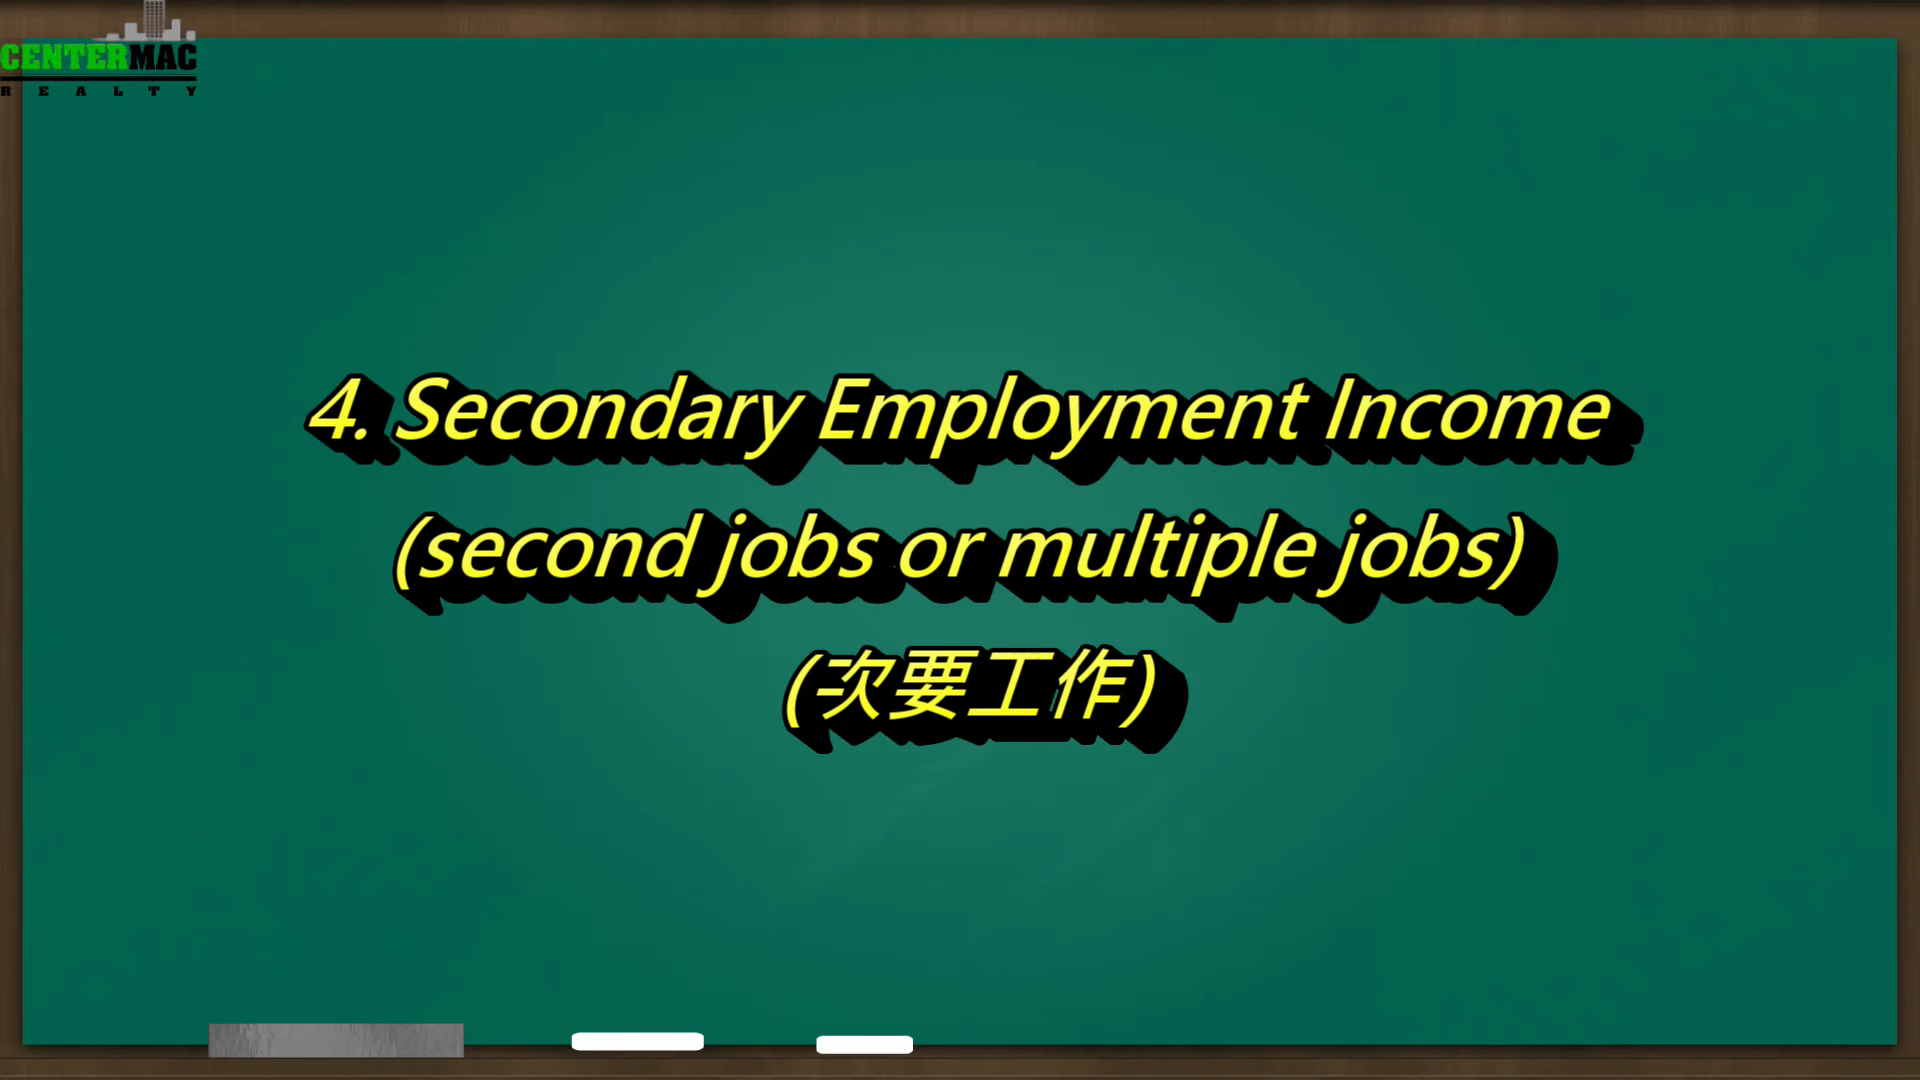 CENTERMAC
REALTY
4. Secondary Employment Income
(second jobs or multiple jobs)
(次要工作)